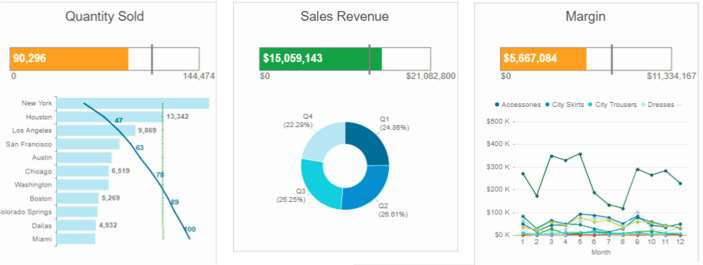 Quantity Sold
90,296
0 144,474
New York
Houston 13,342
47
Los Angeles 9,869
San Francisco 63
Austin
Chicago 6,519 78
Washington
Boston 5,269 89
olorado Springs
Dallas 4,932
100
Miami
Sales Revenue
$15,059,143
$0 $21,082,800
Q4
(22.29%)
Q1
(24.86%)
Q3
(26.25%)
Q2
(26.61%)
Margin
$5,667,084
$0 $11,334,167
Accessories City Skirts City Trousers Dresses
$500 K
$400 K
$300 K
$200 K
$100 K
$0 K
1 2 3 4 5 6 7 8 9 10 11 12
Month